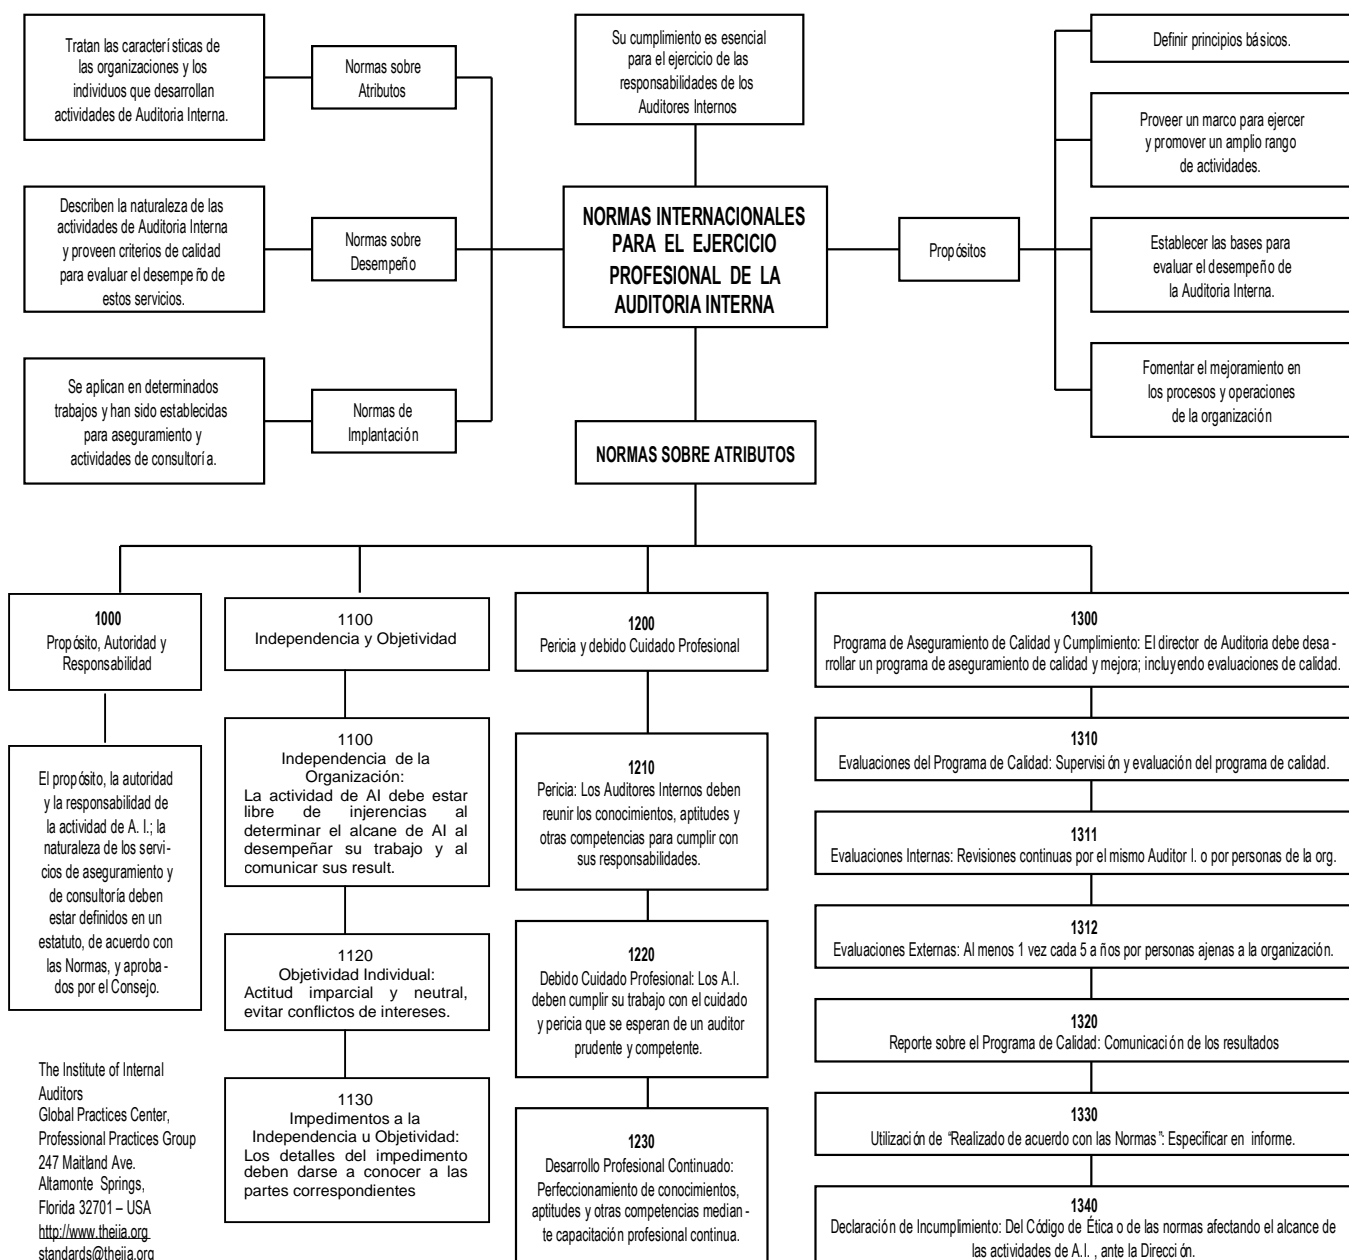 Tratan las características de
las organizaciones y los
individuos que desarrollan
actividades de Auditoria Interna.
Normas sobre
Atributos
Su cumplimiento es esencial
para el ejercicio de las
responsabilidades de los
Auditores Internos
Definir principios básicos.
Proveer un marco para ejercer
y promover un amplio rango
de actividades.
Describen la naturaleza de las
actividades de Auditoria Interna
y proveen criterios de calidad
para evaluar el desempeño de
estos servicios.
Normas sobre
Desempeño
NORMAS INTERNACIONALES
PARA EL EJERCICIO
PROFESIONAL DE LA
AUDITORIA INTERNA
Propósitos
Establecer las bases para
evaluar el desempeño de
la Auditoria Interna.
Se aplican en determinados
trabajos y han sido establecidas
para aseguramiento y
actividades de consultoría.
Normas de
Implantación
Fomentar el mejoramiento en
los procesos y operaciones
de la organización
NORMAS SOBRE ATRIBUTOS
1000
Propósito, Autoridad y
Responsabilidad
El propósito, la autoridad
y la responsabilidad de
la actividad de A. I.; la
naturaleza de los servi-
cios de aseguramiento y
de consultoría deben
estar definidos en un
estatuto, de acuerdo con
las Normas, y aproba-
dos por el Consejo.
The Institute of Internal
Auditors
Global Practices Center,
Professional Practices Group
247 Maitland Ave.
Altamonte Springs,
Florida 32701 – USA
http://www.theiia.org
standards@theiia.org
1100
Independencia y Objetividad
1100
Independencia de la
Organización:
La actividad de AI debe estar
libre de injerencias al
determinar el alcane de AI al
desempeñar su trabajo y al
comunicar sus result.
1120
Objetividad Individual:
Actitud imparcial y neutral,
evitar conflictos de intereses.
1130
Impedimentos a la
Independencia u Objetividad:
Los detalles del impedimento
deben darse a conocer a las
partes correspondientes
1200
Pericia y debido Cuidado Profesional
1210
Pericia: Los Auditores Internos deben
reunir los conocimientos, aptitudes y
otras competencias para cumplir con
sus responsabilidades.
1220
Debido Cuidado Profesional: Los A.I.
deben cumplir su trabajo con el cuidado
y pericia que se esperan de un auditor
prudente y competente.
1230
Desarrollo Profesional Continuado:
Perfeccionamiento de conocimientos,
aptitudes y otras competencias median-
te capacitación profesional continua.
1300
Programa de Aseguramiento de Calidad y Cumplimiento: El director de Auditoria debe desa-
rrollar un programa de aseguramiento de calidad y mejora; incluyendo evaluaciones de calidad.
1310
Evaluaciones del Programa de Calidad: Supervisión y evaluación del programa de calidad.
1311
Evaluaciones Internas: Revisiones continuas por el mismo Auditor I. o por personas de la org.
1312
Evaluaciones Externas: Al menos 1 vez cada 5 años por personas ajenas a la organización.
1320
Reporte sobre el Programa de Calidad: Comunicación de los resultados
1330
Utilización de “Realizado de acuerdo con las Normas”: Especificar en informe.
1340
Declaración de Incumplimiento: Del Código de Ética o de las normas afectando el alcance de
las actividades de A.I. , ante la Dirección.